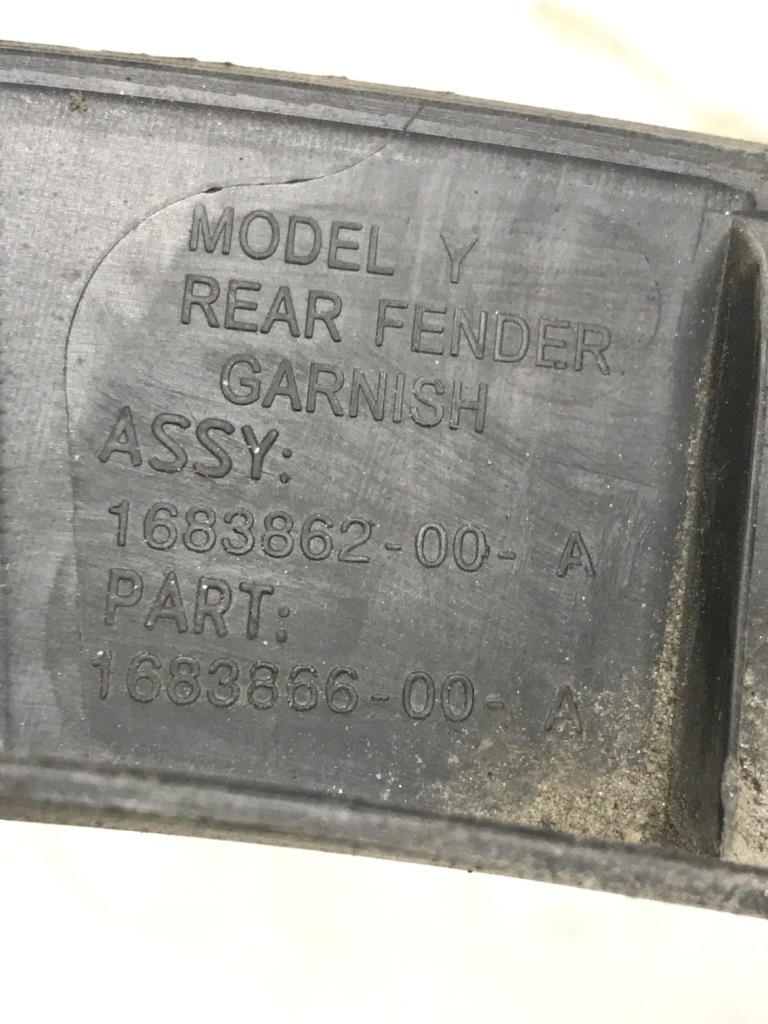 MODEL Y
REAR FENDER
GARNISH
ASSY:
1683862-00- A
PART:
1683866-00- A